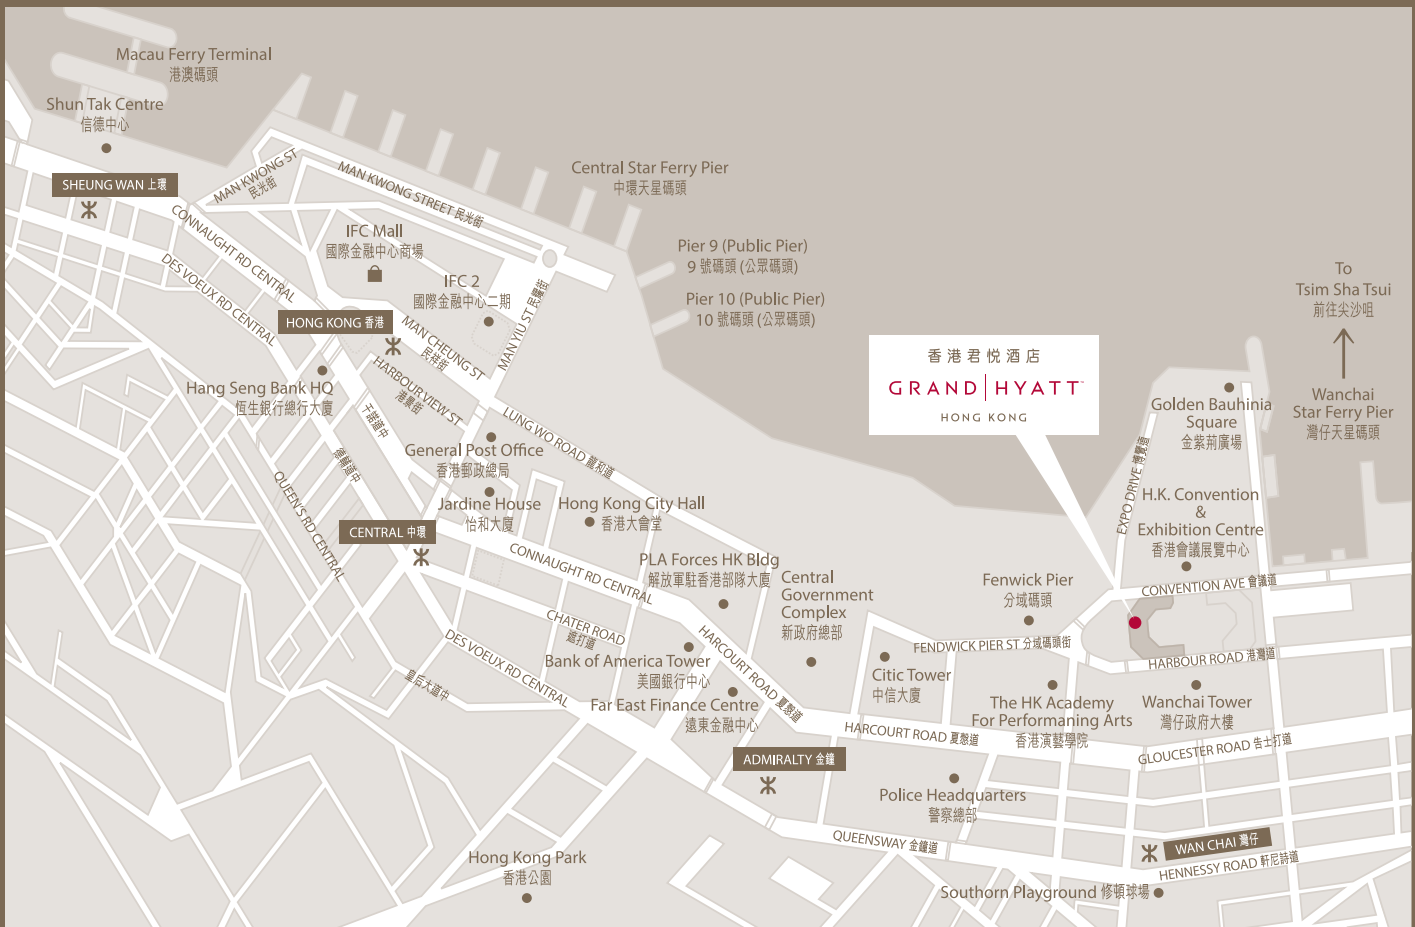 Macau Ferry Terminal
港澳碼頭
Shun Tak Centre
信德中心
SHEUNG WAN 上環
MAN KWONG ST
民光街
MAN KWONG STREET 民光街
Central Star Ferry Pier
中環天星碼頭
CONNAUGHT RD CENTRAL
DES VOEUX RD CENTRAL
IFC Mall
國際金融中心商場
IFC 2
國際金融中心二期
Pier 9 (Public Pier)
9 號碼頭 (公眾碼頭)
Pier 10 (Public Pier)
10 號碼頭 (公眾碼頭)
To
Tsim Sha Tsui
前往尖沙咀
Wanchai
Star Ferry Pier
灣仔天星碼頭
HONG KONG 香港
MAN CHEUNG ST
民祥街
MAN YIU ST 民耀街
HARBOUR VIEW ST
港景街
Hang Seng Bank HQ
恆生銀行總行大廈
干諾道中
德輔道中
香港君悅酒店
GRAND HYATT™
HONG KONG
Golden Bauhinia
Square
金紫荊廣場
EXPO DRIVE 博覽道
LUNG WO ROAD 龍和道
General Post Office
香港郵政總局
Jardine House
怡和大廈
Hong Kong City Hall
香港大會堂
QUEEN'S RD CENTRAL
CENTRAL 中環
H.K. Convention
&
Exhibition Centre
香港會議展覽中心
CONVENTION AVE 會議道
CONNAUGHT RD CENTRAL
PLA Forces HK Bldg
解放軍駐香港部隊大廈
Central
Government
Complex
新政府總部
Fenwick Pier
分域碼頭
FENDWICK PIER ST 分域碼頭街
CHATER ROAD
遮打道
DES VOEUX RD CENTRAL
皇后大道中
Bank of America Tower
美國銀行中心
HARCOURT ROAD 夏慤道
Far East Finance Centre
遠東金融中心
Citic Tower
中信大廈
HARBOUR ROAD 港灣道
The HK Academy
For Performaning Arts
香港演藝學院
Wanchai Tower
灣仔政府大樓
HARCOURT ROAD 夏慤道
GLOUCESTER ROAD 告士打道
ADMIRALTY 金鐘
Police Headquarters
警察總部
QUEENSWAY 金鐘道
WAN CHAI 灣仔
HENNESSY ROAD 軒尼詩道
Hong Kong Park
香港公園
Southorn Playground 修頓球場